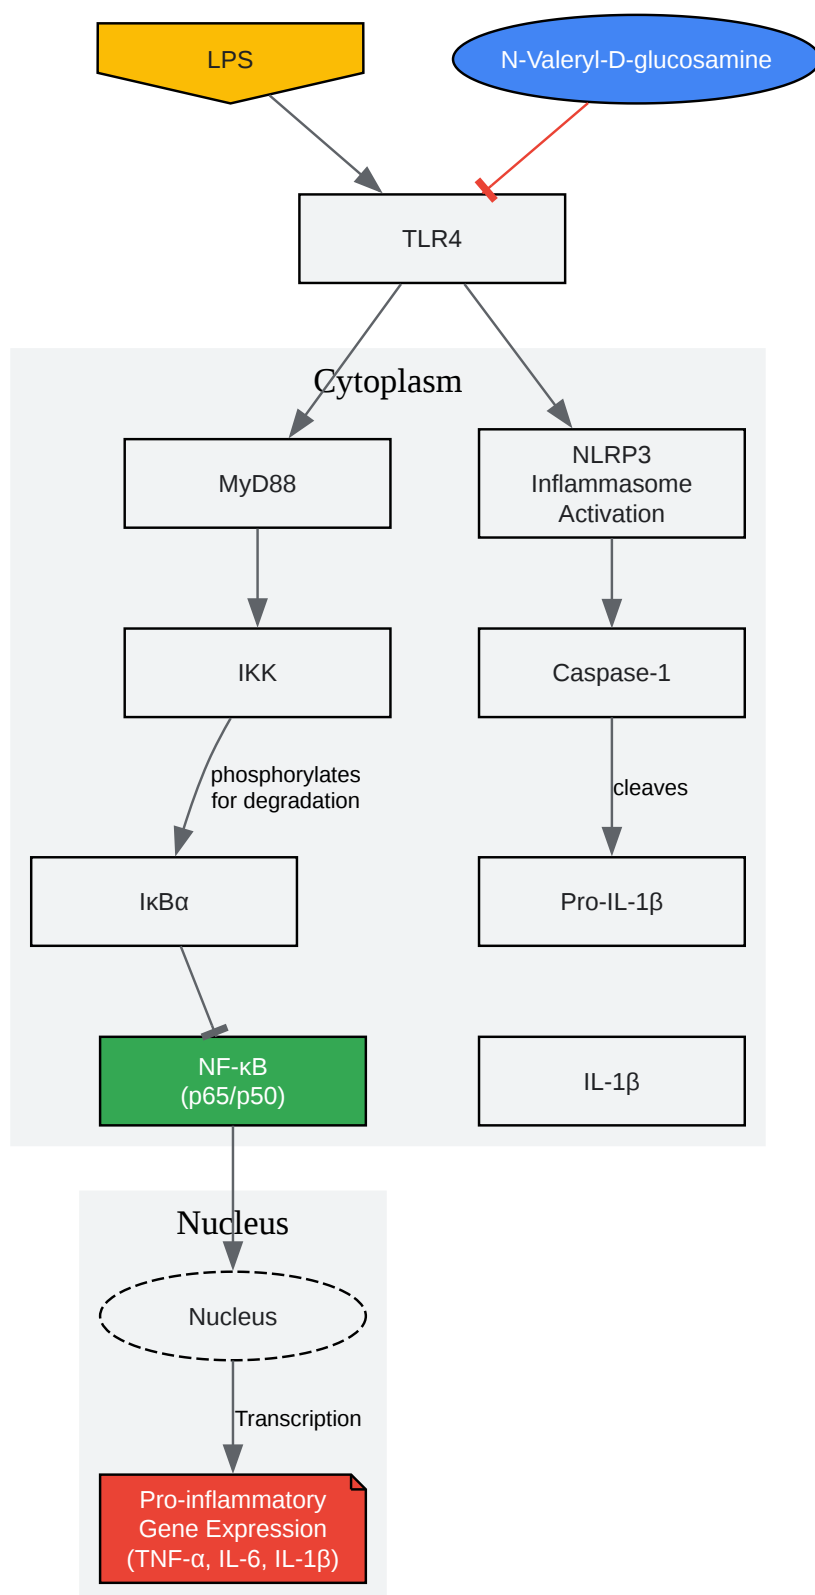 LPS
N-Valeryl-D-glucosamine
TLR4
Cytoplasm
MyD88
NLRP3
Inflammasome
Activation
IKK
Caspase-1
phosphorylates
for degradation
cleaves
IκBα
Pro-IL-1β
NF-κB
(p65/p50)
IL-1β
Nucleus
Nucleus
Transcription
Pro-inflammatory
Gene Expression
(TNF-α, IL-6, IL-1β)